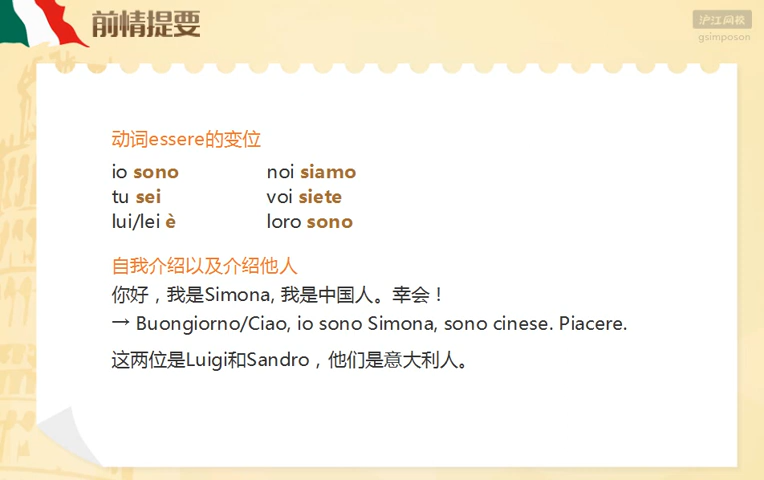 前情提要
沪江网校
gsimposon
动词essere的变位
io sono noi siamo
tu sei voi siete
lui/lei è loro sono
自我介绍以及介绍他人
你好，我是Simona, 我是中国人。幸会！
→ Buongiorno/Ciao, io sono Simona, sono cinese. Piacere.
这两位是Luigi和Sandro，他们是意大利人。